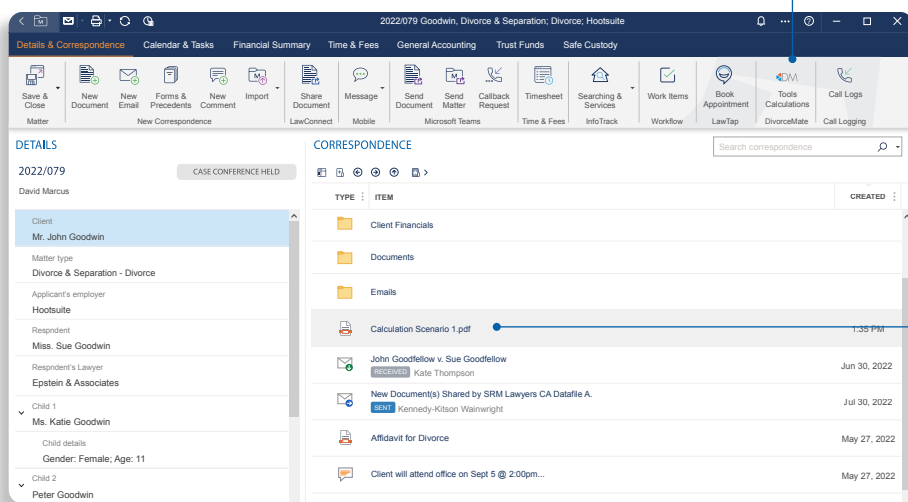 2022/079 Goodwin, Divorce & Separation; Divorce; Hootsuite
Details & Correspondence Calendar & Tasks Financial Summary Time & Fees General Accounting Trust Funds Safe Custody
Save & Close
New Document
New Email
Forms & Precedents
New Comment
Import
Share Document
Message
Send Document
Send Matter
Callback Request
Timesheet
Searching & Services
Work Items
Book Appointment
DM
Tools Calculations
Call Logs
Matter New Correspondence LawConnect Mobile Microsoft Teams Time & Fees InfoTrack Workflow LawTap DivorceMate Call Logging
DETAILS
2022/079 CASE CONFERENCE HELD
David Marcus
Client
Mr. John Goodwin
Matter type
Divorce & Separation - Divorce
Applicant's employer
Hootsuite
Respndent
Miss. Sue Goodwin
Respndent's Lawyer
Epstein & Associates
Child 1
Ms. Katie Goodwin
Child details
Gender: Female; Age: 11
Child 2
Peter Goodwin
CORRESPONDENCE
Search correspondence
TYPE ITEM CREATED
Client Financials
Documents
Emails
Calculation Scenario 1.pdf 1:35 PM
John Goodfellow v. Sue Goodfellow
RECEIVED Kate Thompson Jun 30, 2022
New Document(s) Shared by SRM Lawyers CA Datafile A.
SENT Kennedy-Kitson Wainwright Jul 30, 2022
Affidavit for Divorce May 27, 2022
Client will attend office on Sept 5 @ 2:00pm... May 27, 2022